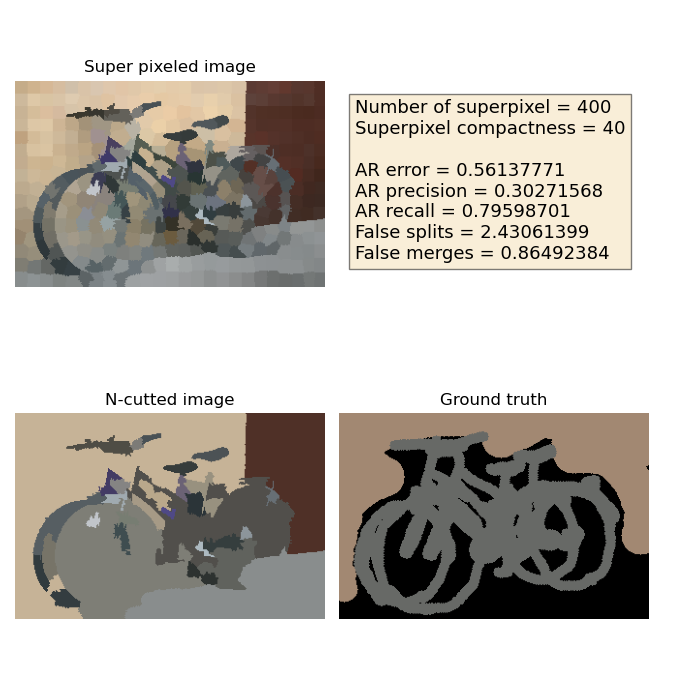 Super pixeled image
Number of superpixel = 400
Superpixel compactness = 40
AR error = 0.56137771
AR precision = 0.30271568
AR recall = 0.79598701
False splits = 2.43061399
False merges = 0.86492384
N-cutted image
Ground truth